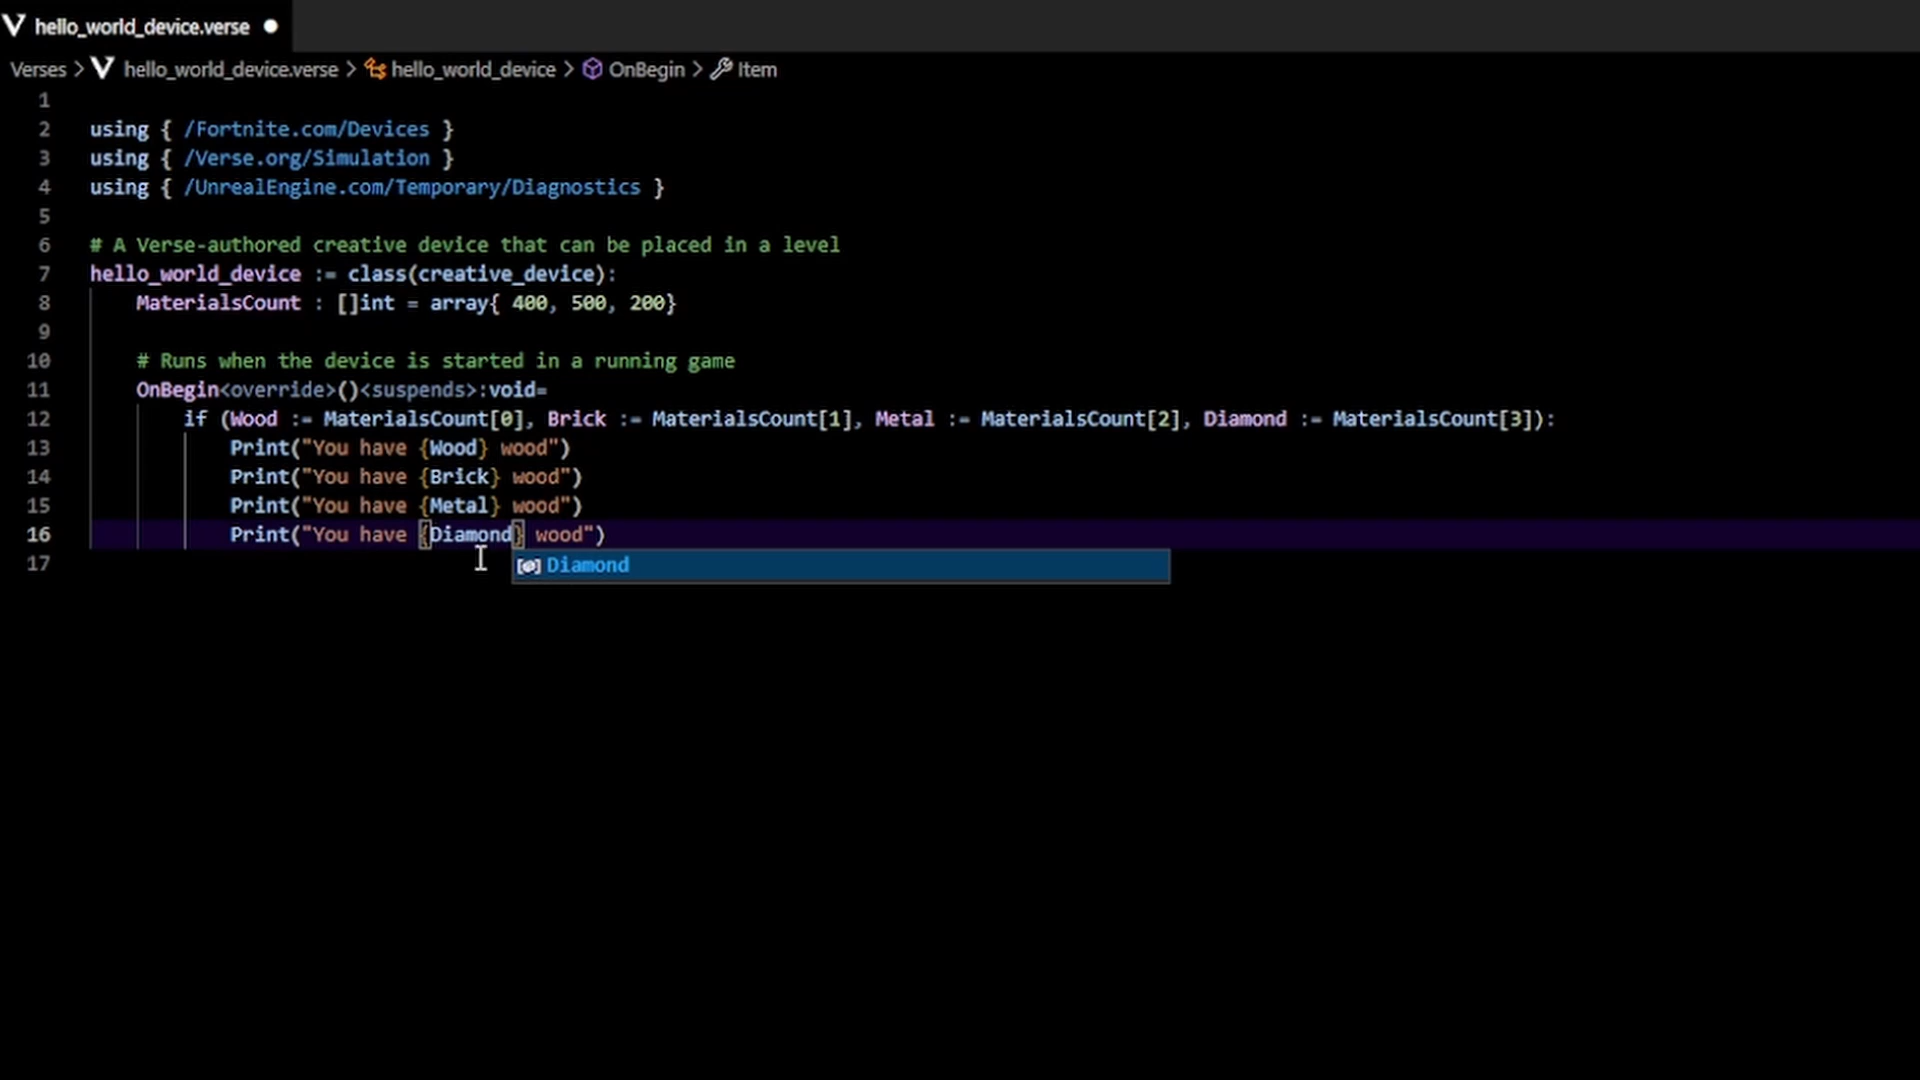 hello_world_device.verse
Verses > hello_world_device.verse > hello_world_device > OnBegin > Item
1
2 using { /Fortnite.com/Devices }
3 using { /Verse.org/Simulation }
4 using { /UnrealEngine.com/Temporary/Diagnostics }
5
6 # A Verse-authored creative device that can be placed in a level
7 hello_world_device := class(creative_device):
8 MaterialsCount : []int = array{ 400, 500, 200}
9
10 # Runs when the device is started in a running game
11 OnBegin<override>()<suspends>:void=
12 if (Wood := MaterialsCount[0], Brick := MaterialsCount[1], Metal := MaterialsCount[2], Diamond := MaterialsCount[3]):
13 Print("You have {Wood} wood")
14 Print("You have {Brick} wood")
15 Print("You have {Metal} wood")
16 Print("You have {Diamond} wood")
17
Diamond